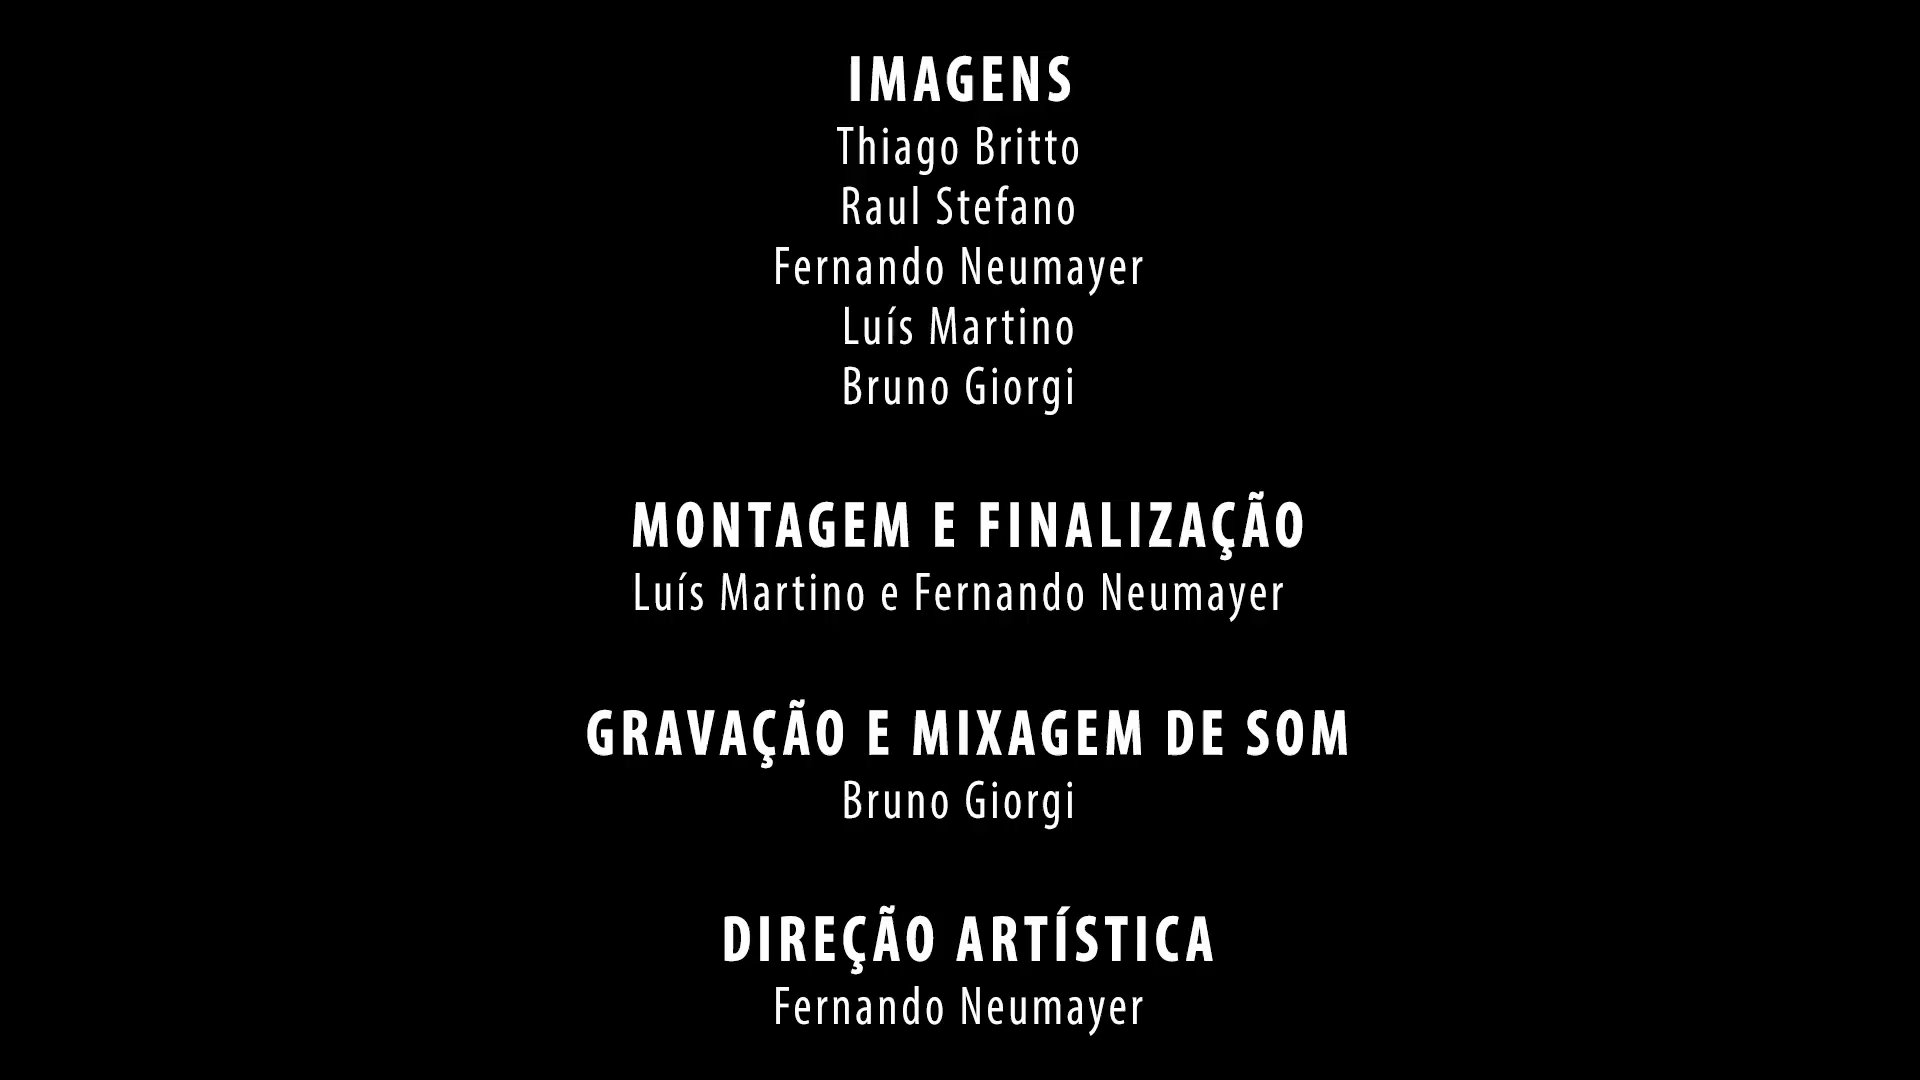 IMAGENS
Thiago Britto
Raul Stefano
Fernando Neumayer
Luís Martino
Bruno Giorgi
MONTAGEM E FINALIZAÇÃO
Luís Martino e Fernando Neumayer
GRAVAÇÃO E MIXAGEM DE SOM
Bruno Giorgi
DIREÇÃO ARTÍSTICA
Fernando Neumayer